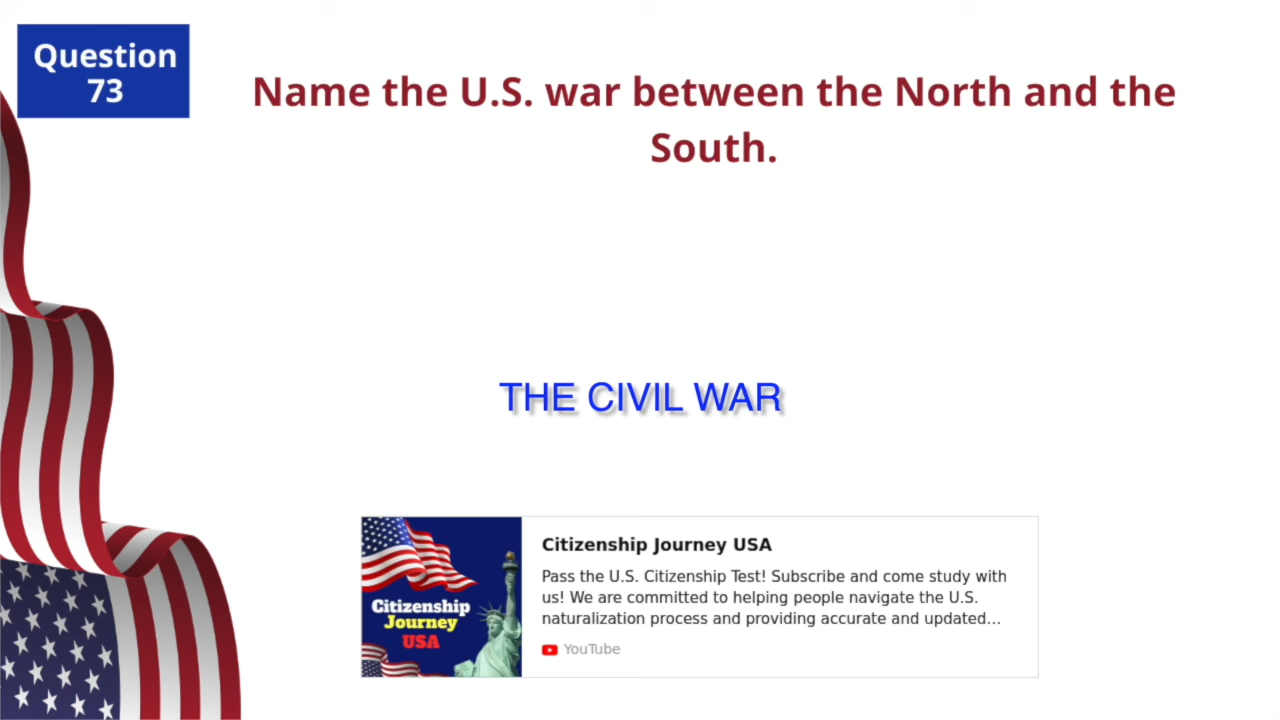 Question
73
Name the U.S. war between the North and the
South.
THE CIVIL WAR
Citizenship
Journey
USA
Citizenship Journey USA
Pass the U.S. Citizenship Test! Subscribe and come study with
us! We are committed to helping people navigate the U.S.
naturalization process and providing accurate and updated...
YouTube